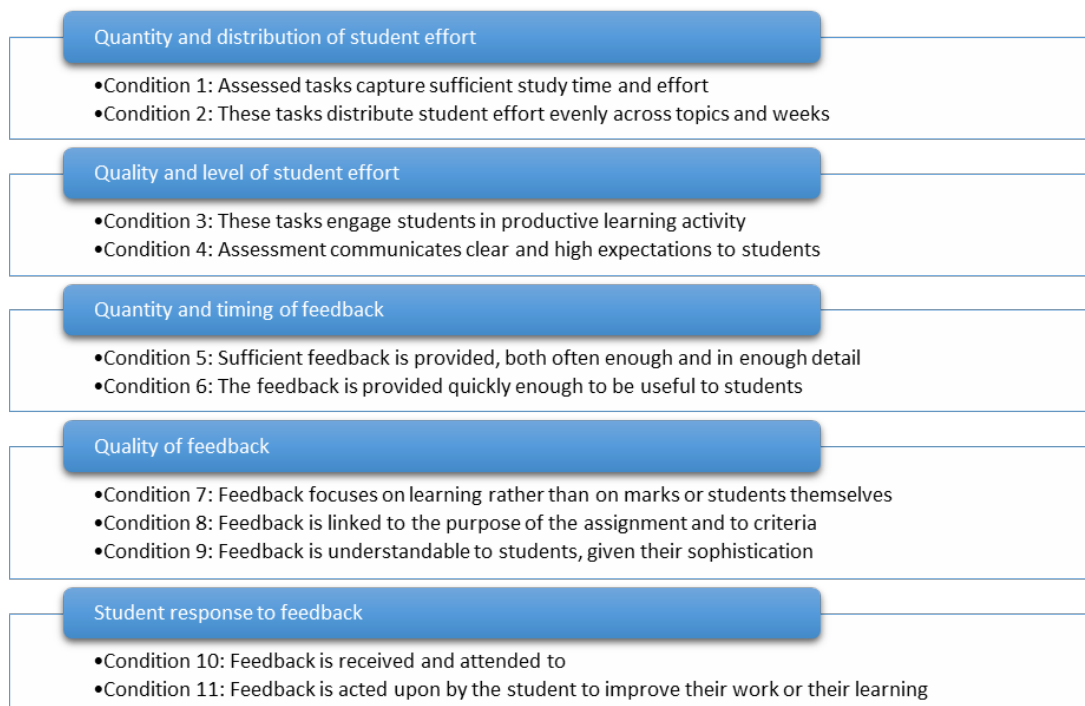 Quantity and distribution of student effort
•Condition 1: Assessed tasks capture sufficient study time and effort
•Condition 2: These tasks distribute student effort evenly across topics and weeks
Quality and level of student effort
•Condition 3: These tasks engage students in productive learning activity
•Condition 4: Assessment communicates clear and high expectations to students
Quantity and timing of feedback
•Condition 5: Sufficient feedback is provided, both often enough and in enough detail
•Condition 6: The feedback is provided quickly enough to be useful to students
Quality of feedback
•Condition 7: Feedback focuses on learning rather than on marks or students themselves
•Condition 8: Feedback is linked to the purpose of the assignment and to criteria
•Condition 9: Feedback is understandable to students, given their sophistication
Student response to feedback
•Condition 10: Feedback is received and attended to
•Condition 11: Feedback is acted upon by the student to improve their work or their learning